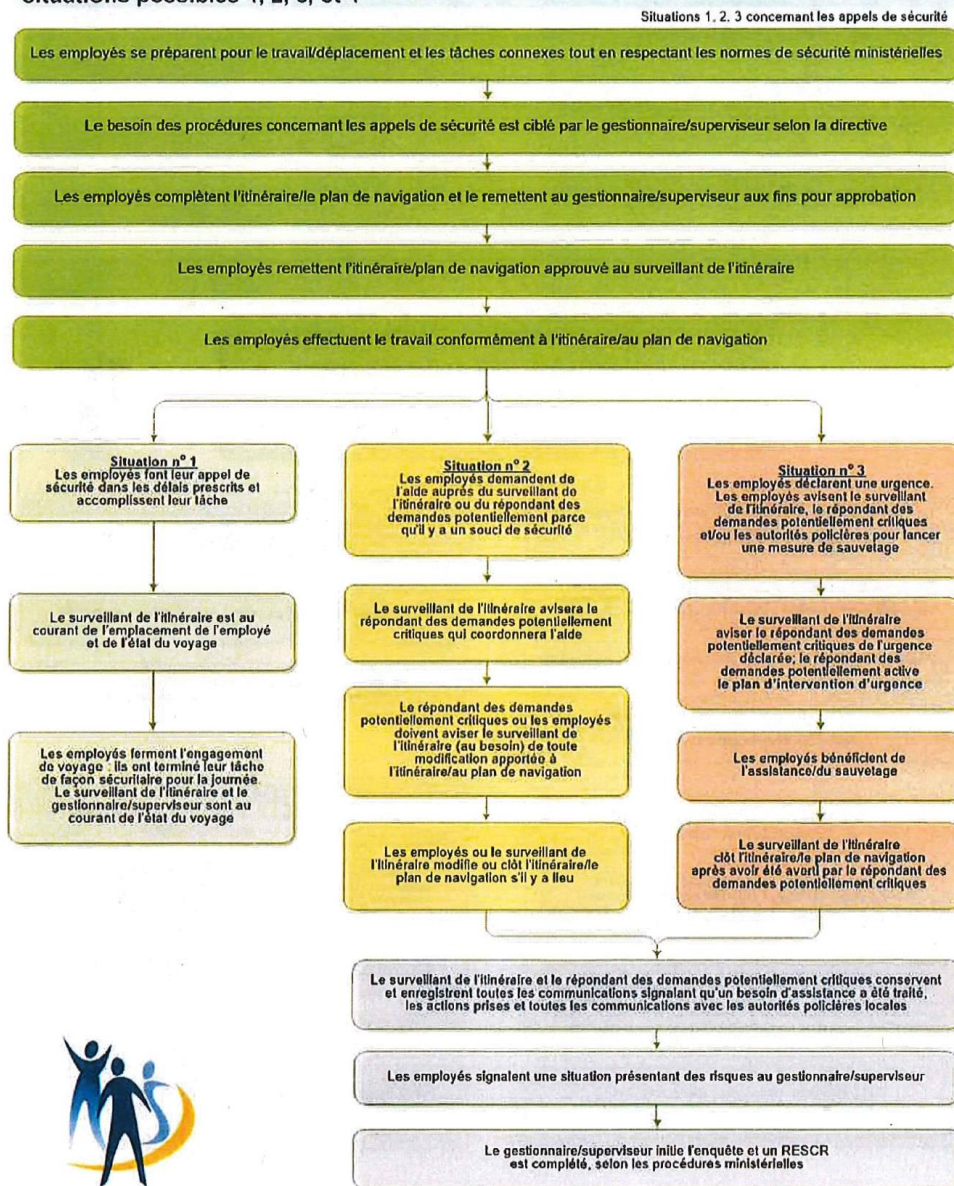 situations possibles 1, 2, 3, et 4
Situations 1, 2, 3 concernant les appels de sécurité
Les employés se préparent pour le travail/déplacement et les tâches connexes tout en respectant les normes de sécurité ministérielles
Le besoin des procédures concernant les appels de sécurité est ciblé par le gestionnaire/superviseur selon la directive
Les employés complètent l'itinéraire/le plan de navigation et le remettent au gestionnaire/superviseur aux fins pour approbation
Les employés remettent l'itinéraire/plan de navigation approuvé au surveillant de l'itinéraire
Les employés effectuent le travail conformément à l'itinéraire/au plan de navigation
Situation nº 1
Les employés font leur appel de
sécurité dans les délais prescrits et
accomplissent leur tâche
Le surveillant de l'itinéraire est au
courant de l'emplacement de l'employé
et de l'état du voyage
Les employés ferment l'engagement
de voyage : ils ont terminé leur tâche
de façon sécuritaire pour la journée.
Le surveillant de l'itinéraire et le
gestionnaire/superviseur sont au
courant de l'état du voyage
Situation nº 2
Les employés demandent de
l'aide auprés du surveillant de
l'itinéraire ou du répondant des
demandes potentiellement parce
qu'il y a un souci de sécurité
Le surveillant de l'itinéraire avisera le
répondant des demandes potentiellement
critiques qui coordonnera l'aide
Le répondant des demandes
potentiellement critiques ou les employés
doivent aviser le surveillant de
l'itinéraire (au besoin) de toute
modification apportée à
l'itinéraire/au plan de navigation
Les employés ou le surveillant de
l'itinéraire modifie ou clôt l'itinéraire/le
plan de navigation s'il y a lieu
Situation nº 3
Les employés déclarent une urgence.
Les employés avisent le surveillant
de l'itinéraire, le répondant des
demandes potentiellement critiques
et/ou les autorités policières pour lancer
une mesure de sauvetage
Le surveillant de l'itinéraire
aviser le répondant des demandes
potentiellement critiques de l'urgence
déclarée; le répondant des
demandes potentiellement active
le plan d'intervention d'urgence
Les employés bénéficient de
l'assistance/du sauvetage
Le surveillant de l'itinéraire
clôt l'itinéraire/le plan de navigation
après avoir été averti par le répondant des
demandes potentiellement critiques
Le surveillant de l'itinéraire et le répondant des demandes potentiellement critiques conservent
et enregistrent toutes les communications signalant qu'un besoin d'assistance a été traité,
les actions prises et toutes les communications avec les autorités policières locales
Les employés signalent une situation présentant des risques au gestionnaire/superviseur
Le gestionnaire/superviseur initie l'enquête et un RESCR
est complété, selon les procédures ministérielles